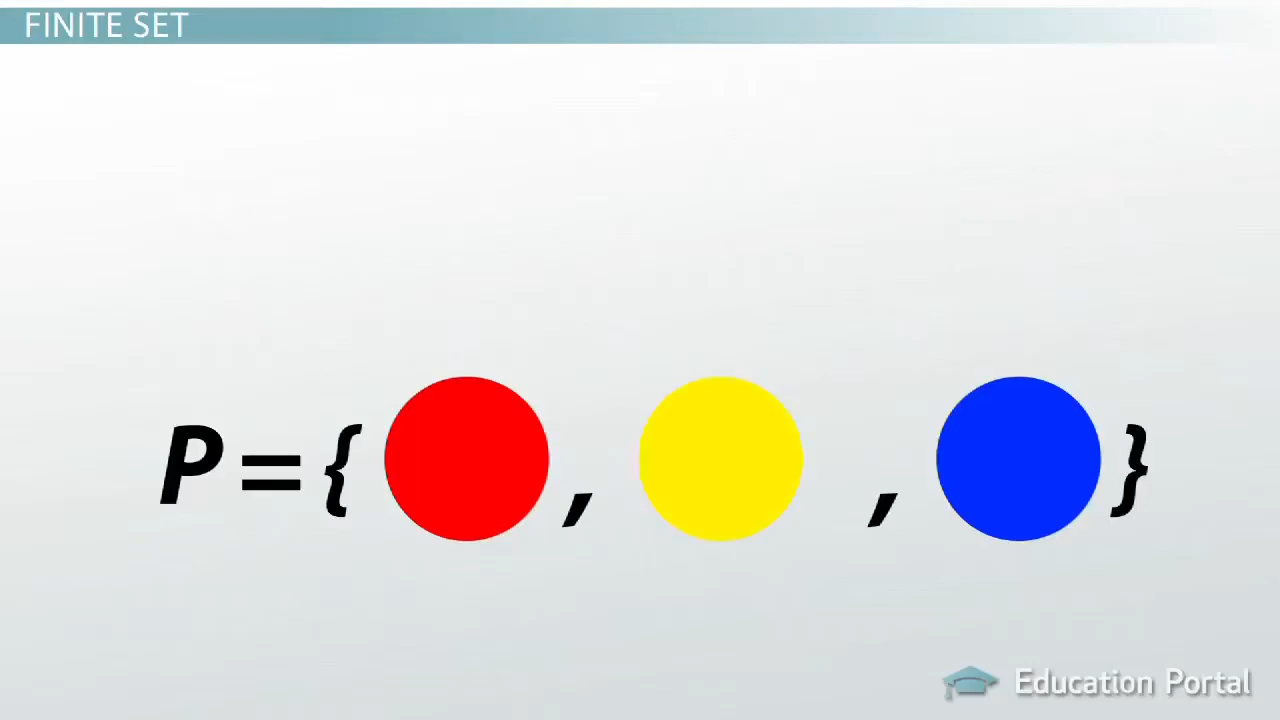 FINITE SET
P={ , , }
Education Portal